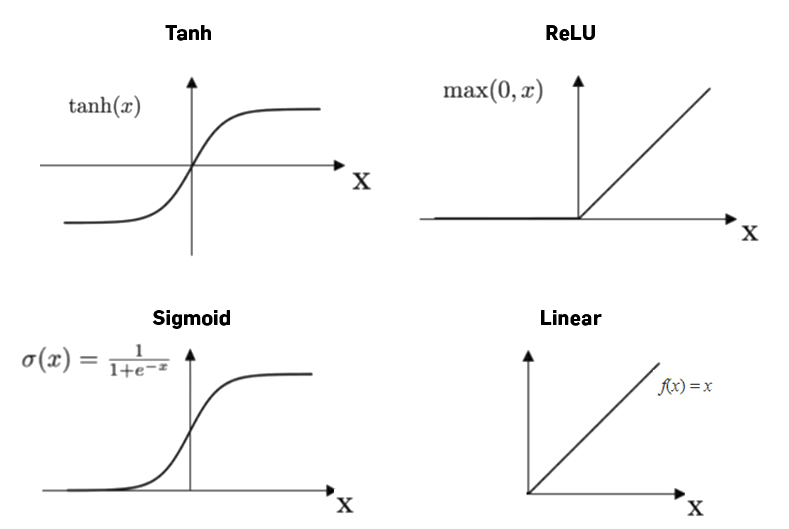 Tanh
tanh(x)
X
ReLU
max(0, x)
X
Sigmoid
σ(x) = 1/(1+e^−x)
X
Linear
f(x) = x
X